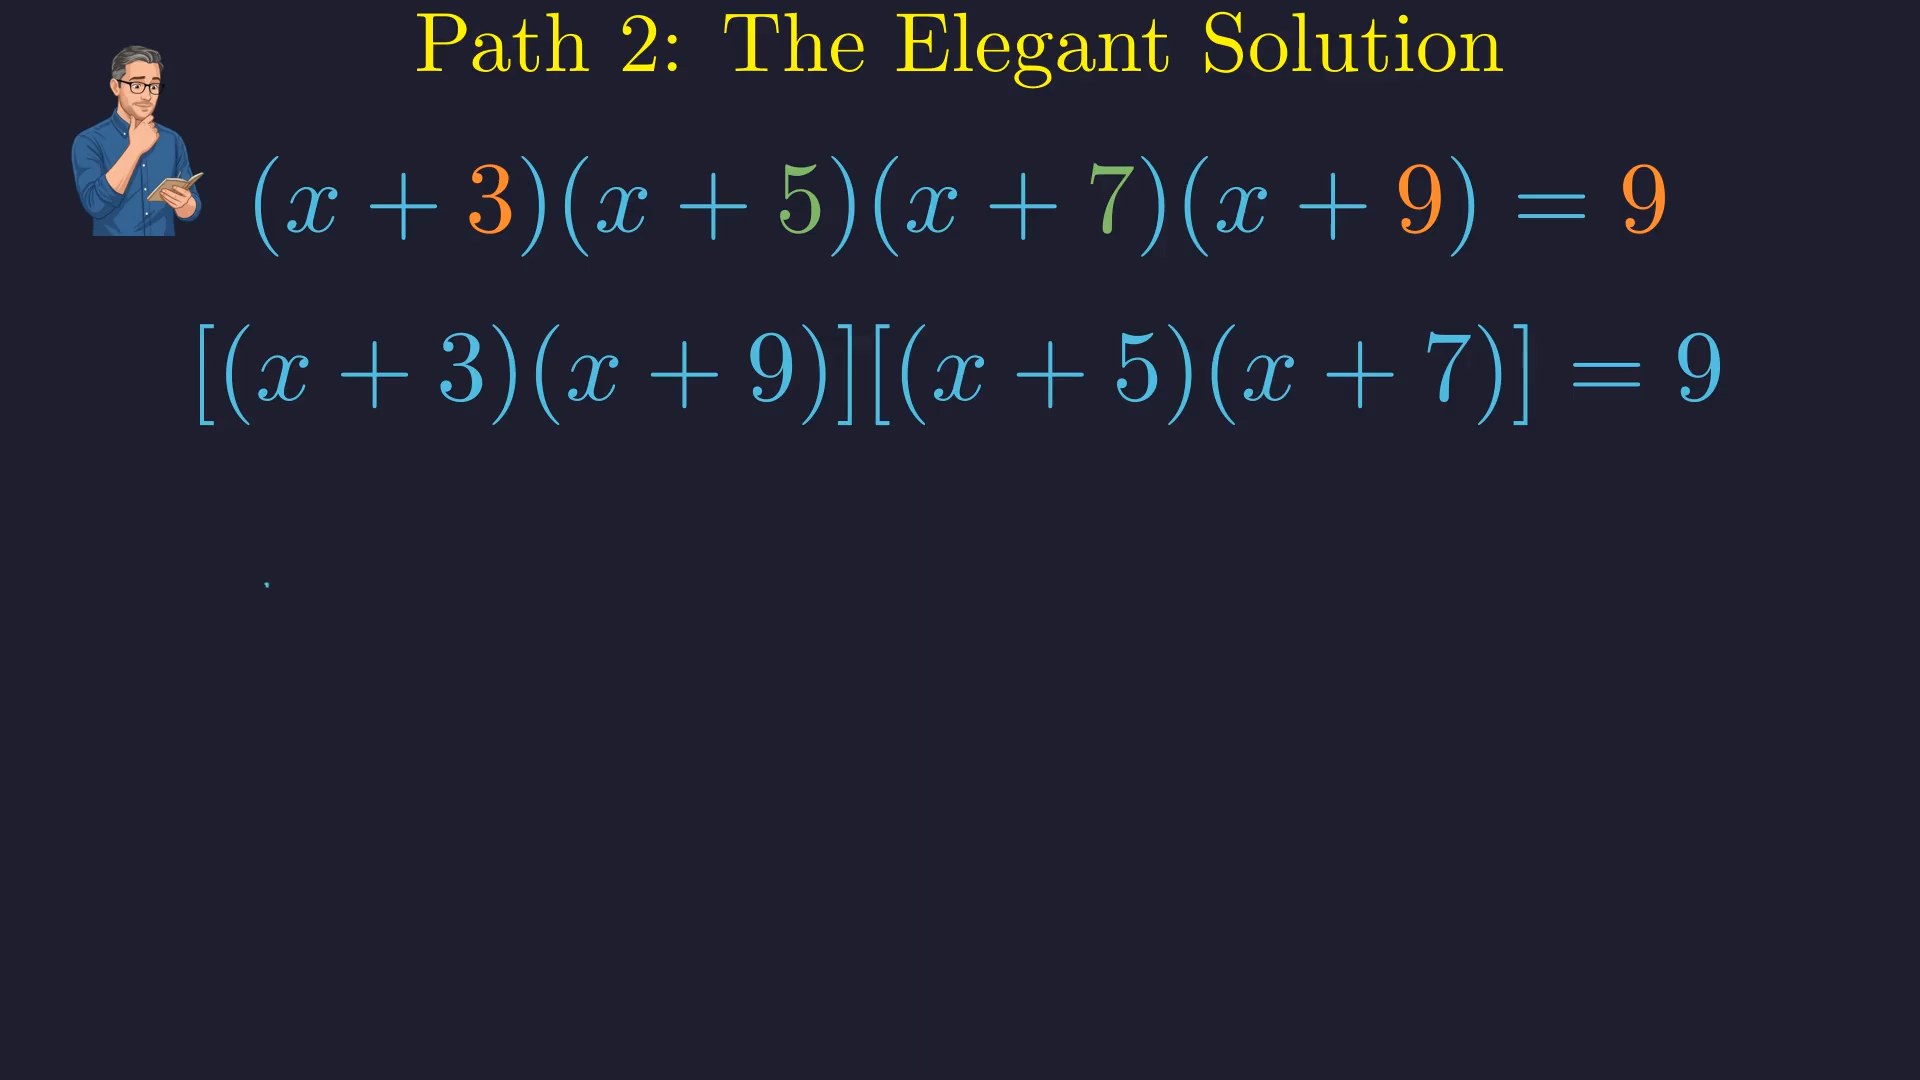 Path 2: The Elegant Solution
(x + 3)(x + 5)(x + 7)(x + 9) = 9
[(x + 3)(x + 9)][(x + 5)(x + 7)] = 9